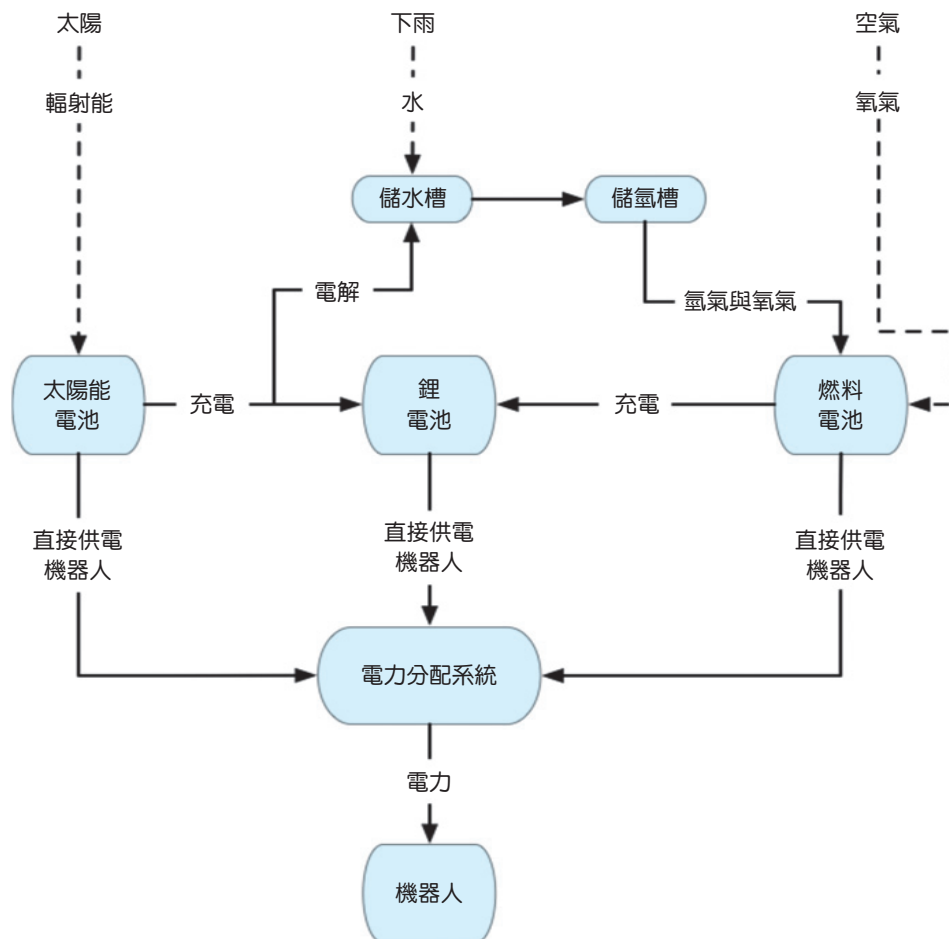 太陽
下雨
空氣
輻射能
水
氧氣
儲水槽
儲氫槽
電解
氫氣與氧氣
太陽能
電池
充電
鋰
電池
充電
燃料
電池
直接供電
機器人
直接供電
機器人
直接供電
機器人
電力分配系統
電力
機器人